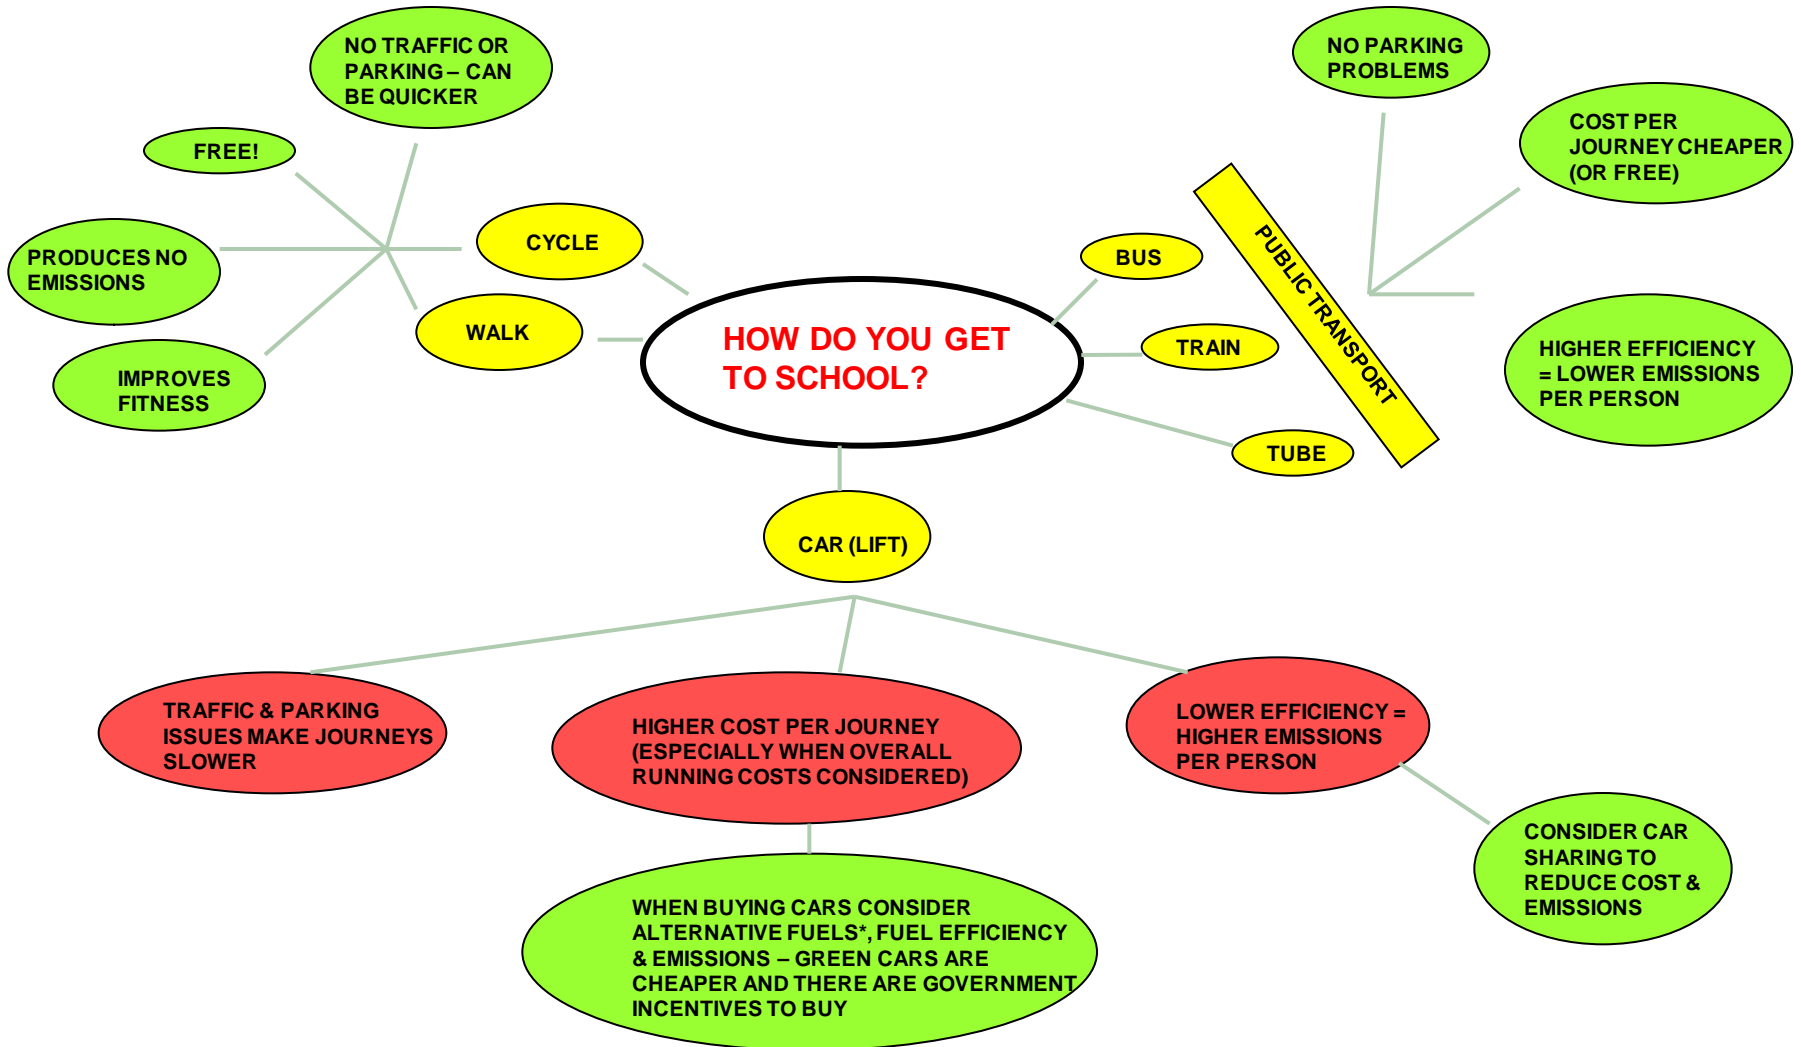 NO TRAFFIC OR
PARKING – CAN
BE QUICKER
FREE!
PRODUCES NO
EMISSIONS
IMPROVES
FITNESS
CYCLE
WALK
HOW DO YOU GET
TO SCHOOL?
BUS
TRAIN
TUBE
PUBLIC TRANSPORT
NO PARKING
PROBLEMS
COST PER
JOURNEY CHEAPER
(OR FREE)
HIGHER EFFICIENCY
= LOWER EMISSIONS
PER PERSON
CAR (LIFT)
TRAFFIC & PARKING
ISSUES MAKE JOURNEYS
SLOWER
HIGHER COST PER JOURNEY
(ESPECIALLY WHEN OVERALL
RUNNING COSTS CONSIDERED)
LOWER EFFICIENCY =
HIGHER EMISSIONS
PER PERSON
WHEN BUYING CARS CONSIDER
ALTERNATIVE FUELS*, FUEL EFFICIENCY
& EMISSIONS – GREEN CARS ARE
CHEAPER AND THERE ARE GOVERNMENT
INCENTIVES TO BUY
CONSIDER CAR
SHARING TO
REDUCE COST &
EMISSIONS